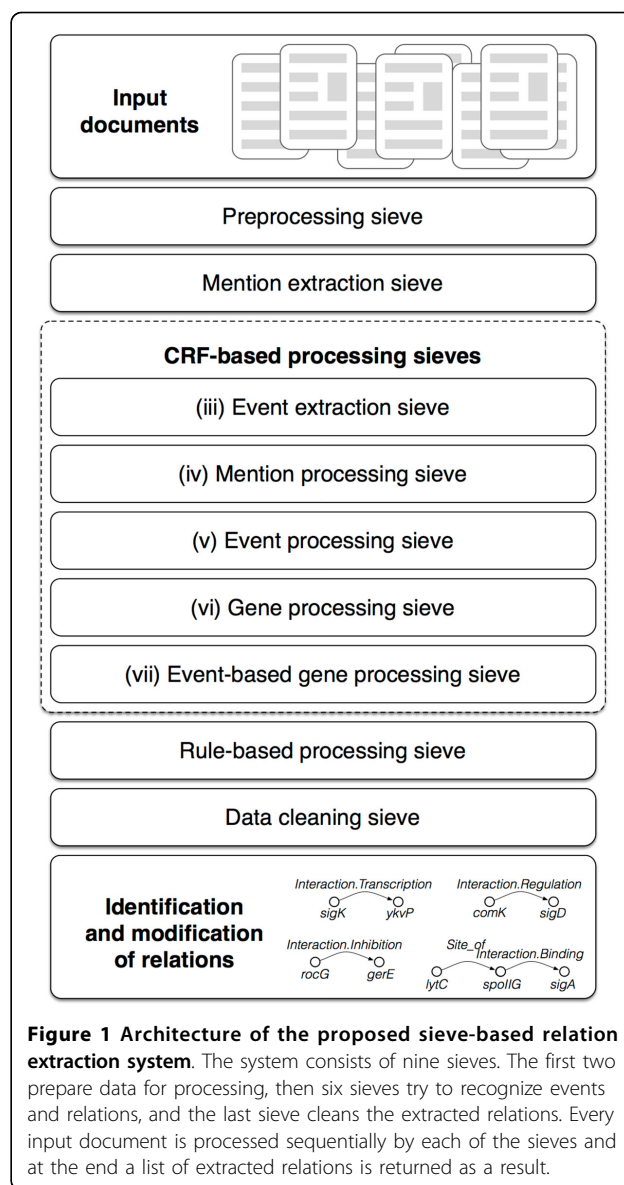 Input
documents
Preprocessing sieve
Mention extraction sieve
CRF-based processing sieves
(iii) Event extraction sieve
(iv) Mention processing sieve
(v) Event processing sieve
(vi) Gene processing sieve
(vii) Event-based gene processing sieve
Rule-based processing sieve
Data cleaning sieve
Identification
and modification
of relations
Interaction.Transcription
sigK ykvP
Interaction.Regulation
comK sigD
Interaction.Inhibition
rocG gerE
Site_of
Interaction.Binding
lytC spoIIG sigA
Figure 1 Architecture of the proposed sieve-based relation
extraction system. The system consists of nine sieves. The first two
prepare data for processing, then six sieves try to recognize events
and relations, and the last sieve cleans the extracted relations. Every
input document is processed sequentially by each of the sieves and
at the end a list of extracted relations is returned as a result.